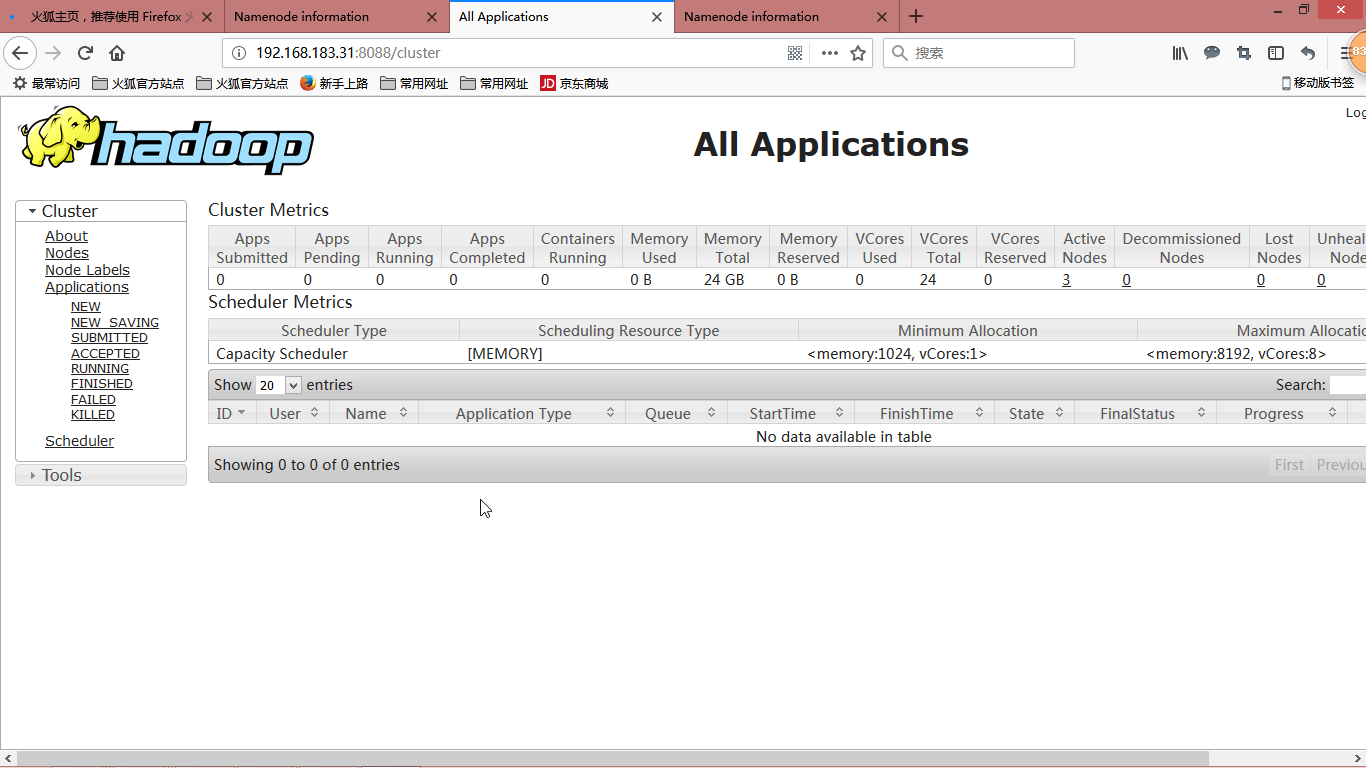 火狐主页，推荐使用 Firefox
Namenode information
All Applications
Namenode information
192.168.183.31:8088/cluster
搜索
83
最常访问
火狐官方站点
火狐官方站点
新手上路
常用网址
常用网址
JD
京东商城
移动版书签
hadoop
All Applications
Log
Cluster
About
Nodes
Node Labels
Applications
NEW
NEW_SAVING
SUBMITTED
ACCEPTED
RUNNING
FINISHED
FAILED
KILLED
Scheduler
Tools
Cluster Metrics
Apps Submitted Apps Pending Apps Running Apps Completed Containers Running Memory Used Memory Total Memory Reserved VCores Used VCores Total VCores Reserved Active Nodes Decommissioned Nodes Lost Nodes Unheal Node
0 0 0 0 0 0 B 24 GB 0 B 0 24 0 3 0 0 0
Scheduler Metrics
Scheduler Type Scheduling Resource Type Minimum Allocation Maximum Allocatio
Capacity Scheduler [MEMORY] <memory:1024, vCores:1> <memory:8192, vCores:8>
Show 20 entries Search:
ID User Name Application Type Queue StartTime FinishTime State FinalStatus Progress
No data available in table
Showing 0 to 0 of 0 entries First Previou